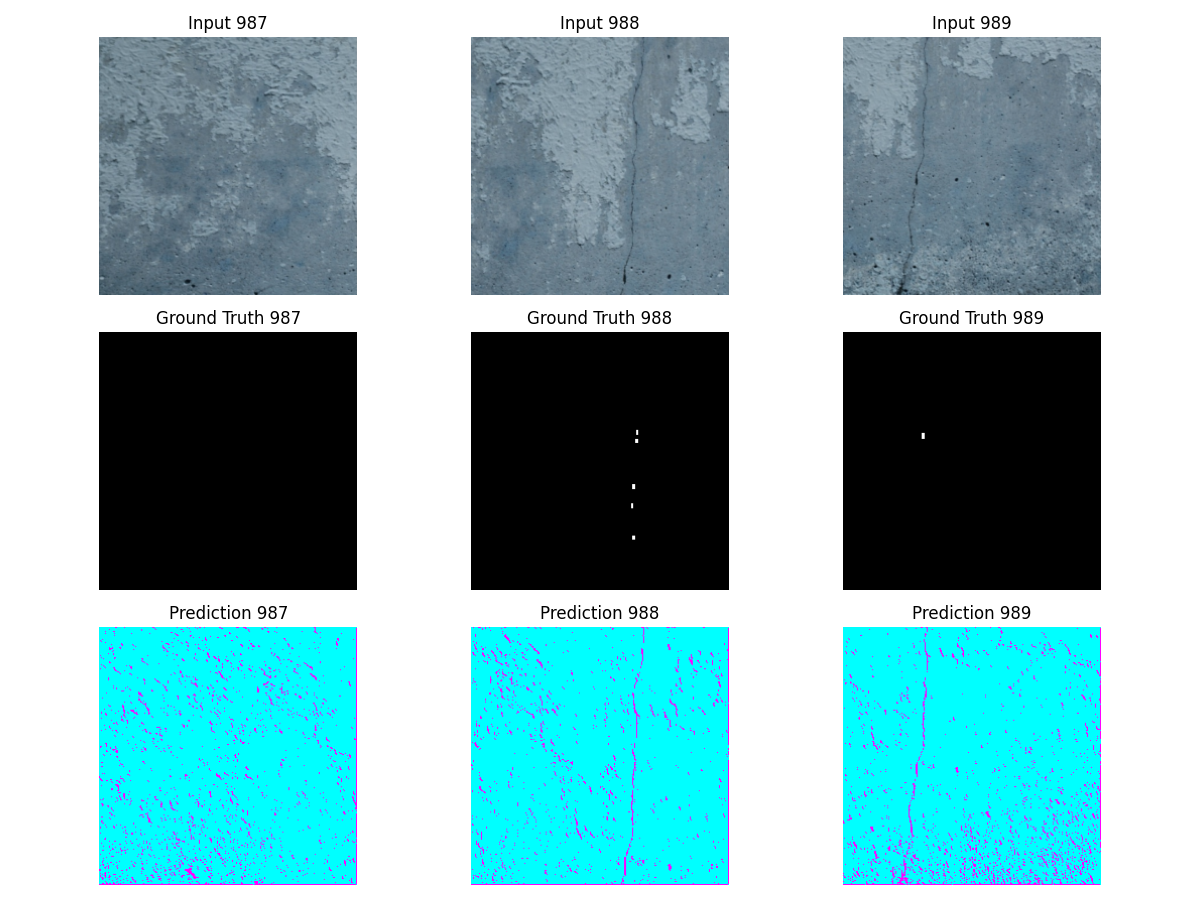 Input 987
Input 988
Input 989
Ground Truth 987
Ground Truth 988
Ground Truth 989
Prediction 987
Prediction 988
Prediction 989